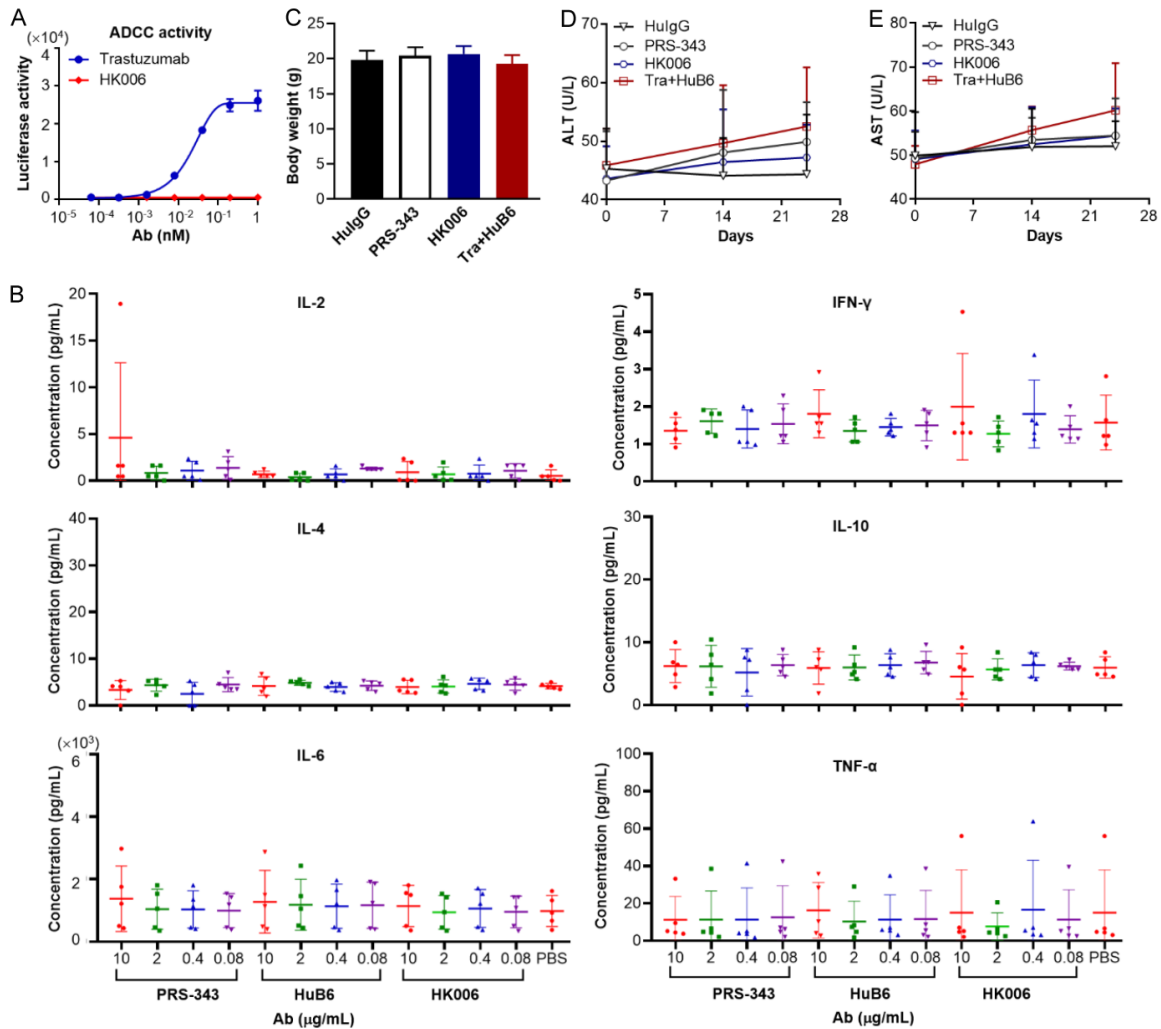 A
ADCC activity
(×10⁴)
Trastuzumab
HK006
Luciferase activity
4
3
2
1
0
10⁻⁵ 10⁻⁴ 10⁻³ 10⁻² 10⁻¹ 1
Ab (nM)
C
Body weight (g)
25
20
15
10
5
0
HuIgG
PRS-343
HK006
Tra+HuB6
D
HuIgG
PRS-343
HK006
Tra+HuB6
ALT (U/L)
70
60
50
40
0 7 14 21 28
Days
E
HuIgG
PRS-343
HK006
Tra+HuB6
AST (U/L)
80
70
60
50
40
0 7 14 21 28
Days
B
IL-2
Concentration (pg/mL)
20
15
10
5
0
IFN-γ
Concentration (pg/mL)
5
4
3
2
1
0
IL-4
Concentration (pg/mL)
40
30
20
10
0
IL-10
Concentration (pg/mL)
30
20
10
0
IL-6
(×10³)
Concentration (pg/mL)
6
4
2
0
10 2 0.4 0.08 10 2 0.4 0.08 10 2 0.4 0.08 PBS
PRS-343 HuB6 HK006
Ab (μg/mL)
TNF-α
Concentration (pg/mL)
100
80
60
40
20
0
10 2 0.4 0.08 10 2 0.4 0.08 10 2 0.4 0.08 PBS
PRS-343 HuB6 HK006
Ab (μg/mL)